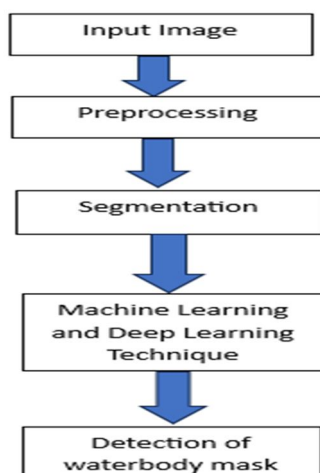 Input Image
Preprocessing
Segmentation
Machine Learning
and Deep Learning
Technique
Detection of
waterbody mask